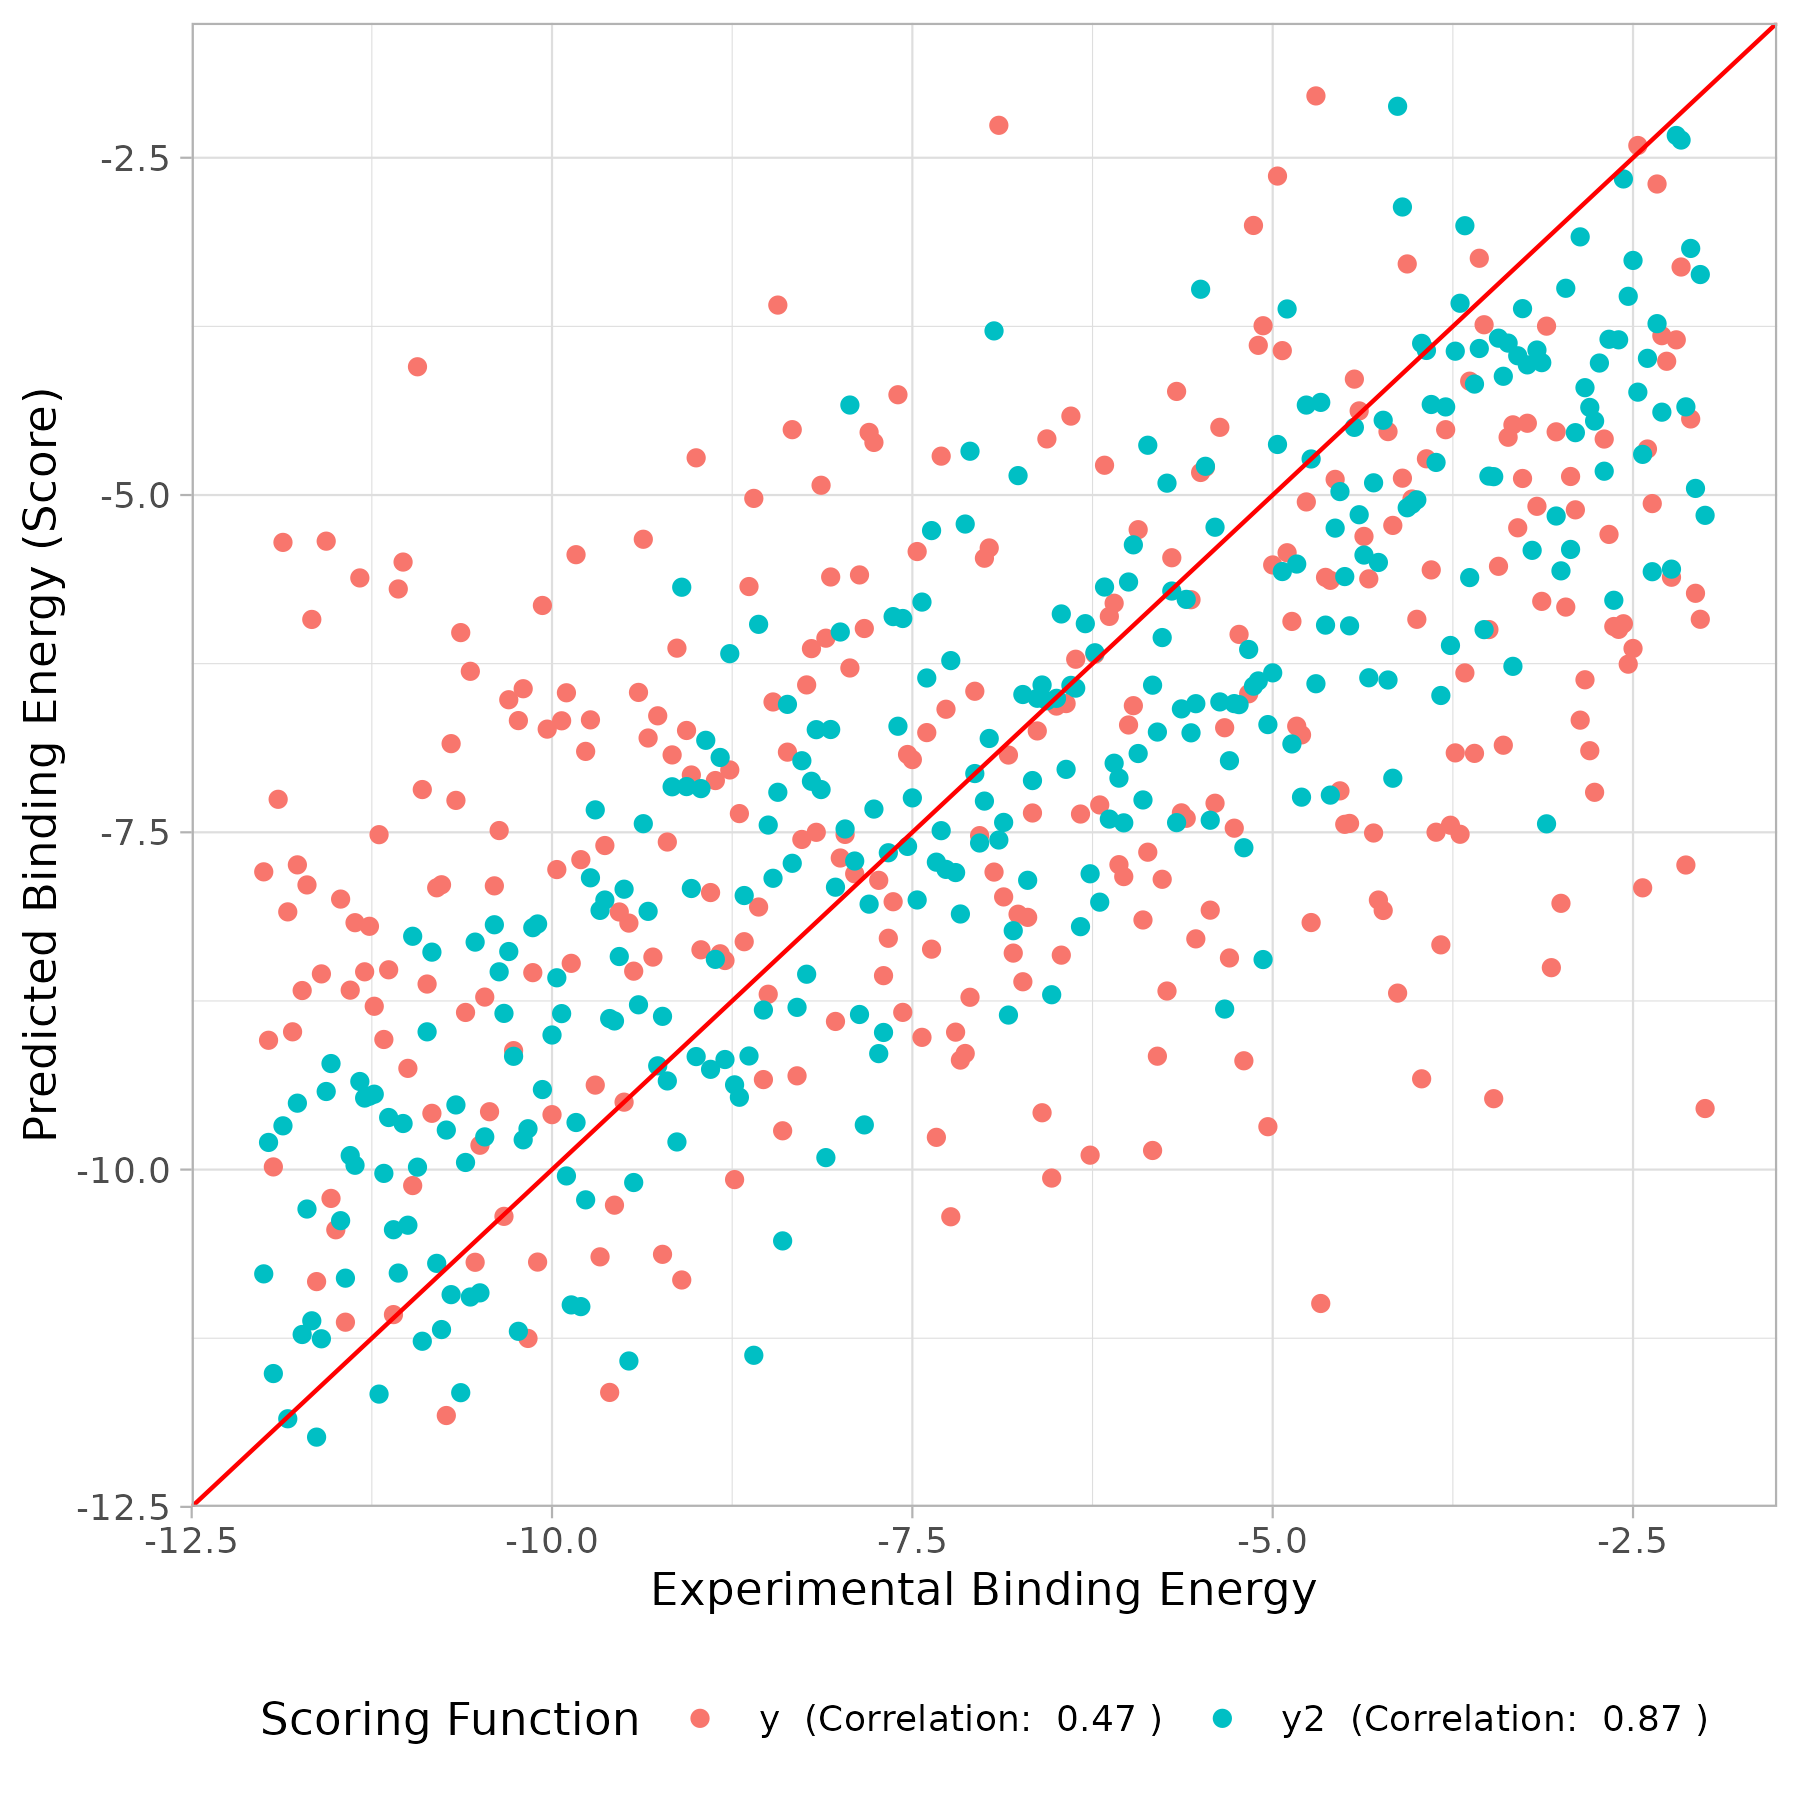 Predicted Binding Energy (Score)
-2.5
-5.0
-7.5
-10.0
-12.5
-12.5 -10.0 -7.5 -5.0 -2.5
Experimental Binding Energy
Scoring Function y (Correlation: 0.47 ) y2 (Correlation: 0.87 )